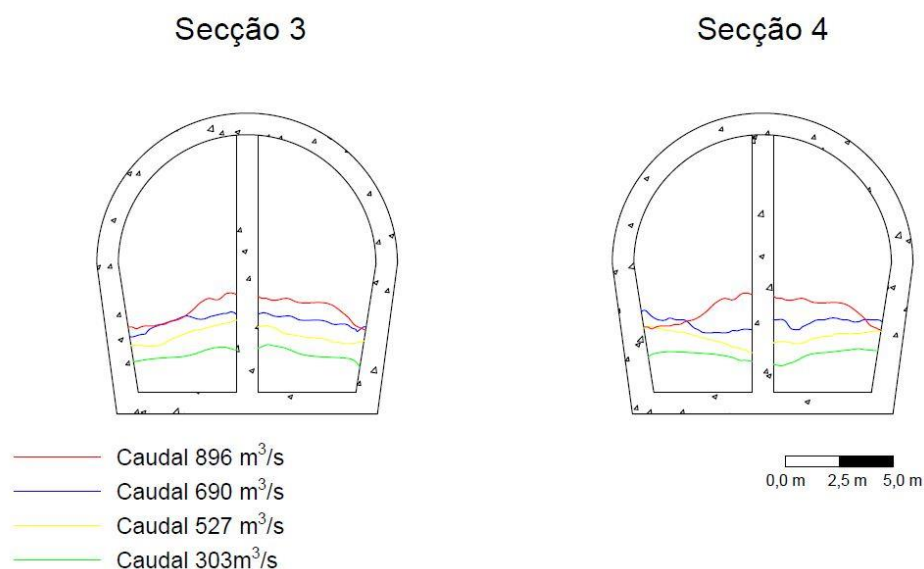 Secção 3
Secção 4
Caudal 896 m³/s
Caudal 690 m³/s
Caudal 527 m³/s
Caudal 303m³/s
0,0 m 2,5 m 5,0 m